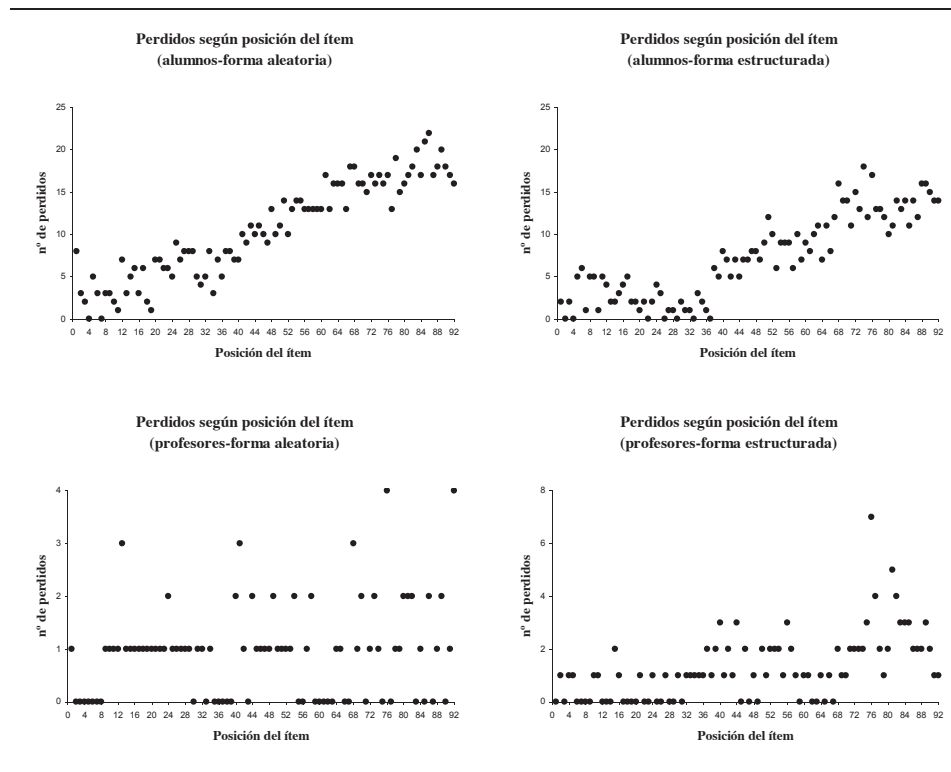 Perdidos según posición del ítem
(alumnos-forma aleatoria)
25
20
15
10
5
0
nº de perdidos
0 4 8 12 16 20 24 28 32 36 40 44 48 52 56 60 64 68 72 76 80 84 88 92
Posición del ítem
Perdidos según posición del ítem
(alumnos-forma estructurada)
25
20
15
10
5
0
nº de perdidos
0 4 8 12 16 20 24 28 32 36 40 44 48 52 56 60 64 68 72 76 80 84 88 92
Posición del ítem
Perdidos según posición del ítem
(profesores-forma aleatoria)
4
3
2
1
0
nº de perdidos
0 4 8 12 16 20 24 28 32 36 40 44 48 52 56 60 64 68 72 76 80 84 88 92
Posición del ítem
Perdidos según posición del ítem
(profesores-forma estructurada)
8
6
4
2
0
nº de perdidos
0 4 8 12 16 20 24 28 32 36 40 44 48 52 56 60 64 68 72 76 80 84 88 92
Posición del ítem